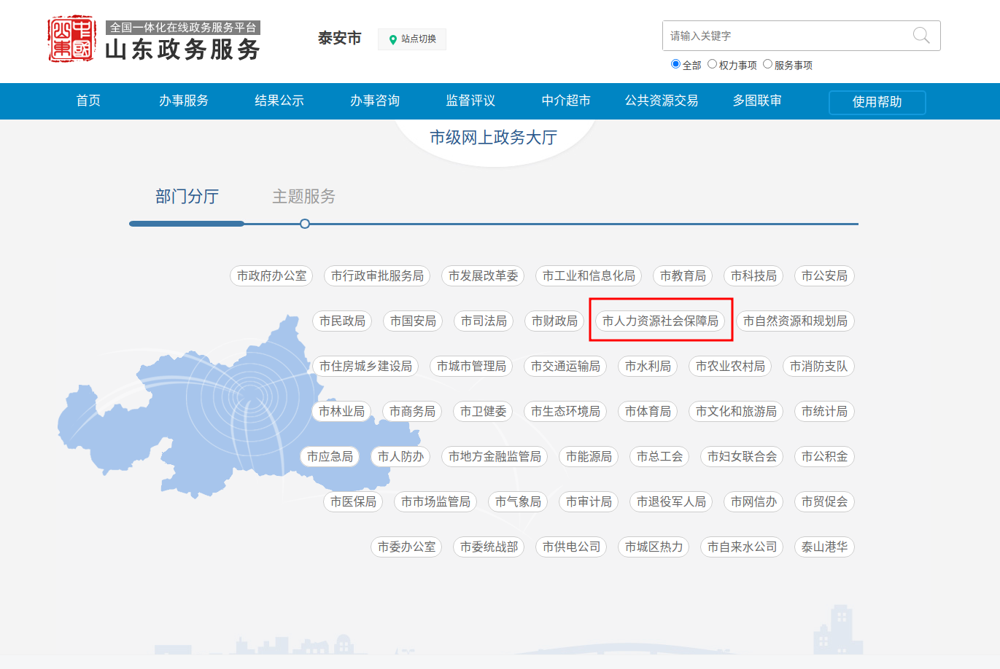 全国一体化在线政务服务平台
山东政务服务
泰安市
站点切换
请输入关键字
全部 权力事项 服务事项
首页 办事服务 结果公示 办事咨询 监督评议 中介超市 公共资源交易 多图联审 使用帮助
市级网上政务大厅
部门分厅 主题服务
市政府办公室 市行政审批服务局 市发展改革委 市工业和信息化局 市教育局 市科技局 市公安局
市民政局 市国安局 市司法局 市财政局 市人力资源社会保障局 市自然资源和规划局
市住房城乡建设局 市城市管理局 市交通运输局 市水利局 市农业农村局 市消防支队
市林业局 市商务局 市卫健委 市生态环境局 市体育局 市文化和旅游局 市统计局
市应急局 市人防办 市地方金融监管局 市能源局 市总工会 市妇女联合会 市公积金
市医保局 市市场监管局 市气象局 市审计局 市退役军人局 市网信办 市贸促会
市委办公室 市委统战部 市供电公司 市城区热力 市自来水公司 泰山港华